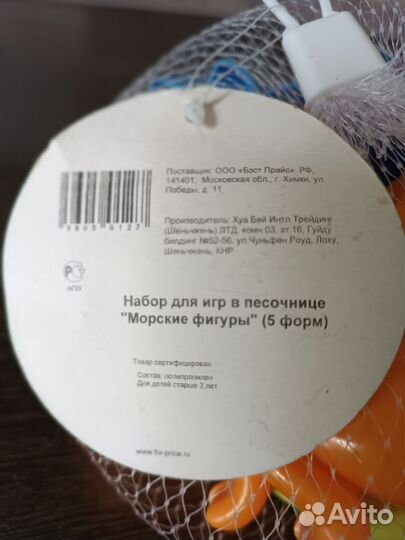 Поставщик: ООО «Бэст Прайс» РФ,
141401, Московская обл., г. Химки, ул.
Победы, д. 11.
Производитель: Хуа Бей Интл Трейдинг
(Шеньчжень) ЛТД, комн.03, эт.16, Гуйду
билдинг №52-56, ул.Чуньфен Роуд, Лоху,
Шеньчжень, КНР
Набор для игр в песочнице
"Морские фигуры" (5 форм)
Товар сертифицирован
Состав: полипропилен
Для детей старше 3 лет
www.fix-price.ru
Avito